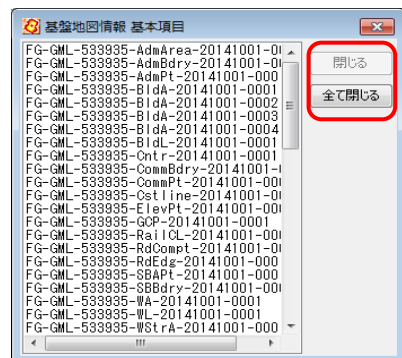 基盤地図情報 基本項目
FG-GML-533935-AdmArea-20141001-0
FG-GML-533935-AdmBdry-20141001-0
FG-GML-533935-AdmPt-20141001-000
FG-GML-533935-BldA-20141001-0001
FG-GML-533935-BldA-20141001-0002
FG-GML-533935-BldA-20141001-0003
FG-GML-533935-BldA-20141001-0004
FG-GML-533935-BldL-20141001-0001
FG-GML-533935-Cntr-20141001-0001
FG-GML-533935-CommBdry-20141001-
FG-GML-533935-CommPt-20141001-00
FG-GML-533935-Cstline-20141001-00
FG-GML-533935-ElevPt-20141001-00
FG-GML-533935-GCP-20141001-0001
FG-GML-533935-RailCL-20141001-00
FG-GML-533935-RdCompt-20141001-0
FG-GML-533935-RdEdg-20141001-000
FG-GML-533935-SBAPt-20141001-000
FG-GML-533935-SBBdry-20141001-00
FG-GML-533935-WA-20141001-0001
FG-GML-533935-WL-20141001-0001
FG-GML-533935-WStrA-20141001-000
閉じる
全て閉じる